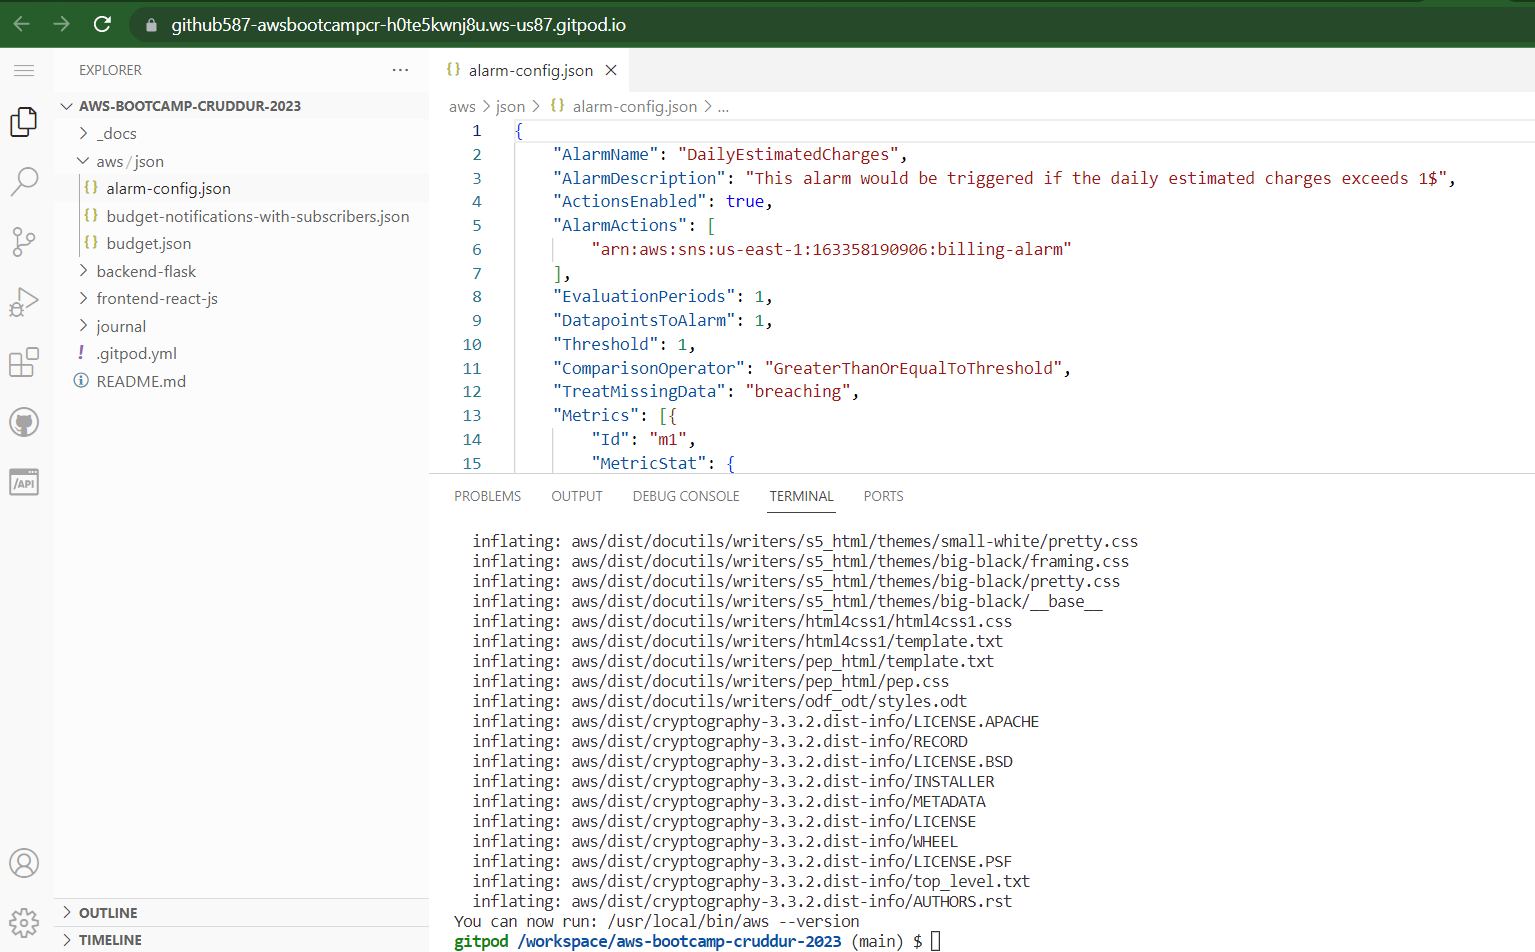 github587-awsbootcampcr-h0te5kwnj8u.ws-us87.gitpod.io
EXPLORER
AWS-BOOTCAMP-CRUDDUR-2023
_docs
aws/json
alarm-config.json
budget-notifications-with-subscribers.json
budget.json
backend-flask
frontend-react-js
journal
! .gitpod.yml
README.md
/API
OUTLINE
TIMELINE
{} alarm-config.json
aws > json > {} alarm-config.json > ...
1 {
2 "AlarmName": "DailyEstimatedCharges",
3 "AlarmDescription": "This alarm would be triggered if the daily estimated charges exceeds 1$",
4 "ActionsEnabled": true,
5 "AlarmActions": [
6 "arn:aws:sns:us-east-1:163358190906:billing-alarm"
7 ],
8 "EvaluationPeriods": 1,
9 "DatapointsToAlarm": 1,
10 "Threshold": 1,
11 "ComparisonOperator": "GreaterThanOrEqualToThreshold",
12 "TreatMissingData": "breaching",
13 "Metrics": [{
14 "Id": "m1",
15 "MetricStat": {
PROBLEMS OUTPUT DEBUG CONSOLE TERMINAL PORTS
inflating: aws/dist/docutils/writers/s5_html/themes/small-white/pretty.css
inflating: aws/dist/docutils/writers/s5_html/themes/big-black/framing.css
inflating: aws/dist/docutils/writers/s5_html/themes/big-black/pretty.css
inflating: aws/dist/docutils/writers/s5_html/themes/big-black/__base__
inflating: aws/dist/docutils/writers/html4css1/html4css1.css
inflating: aws/dist/docutils/writers/html4css1/template.txt
inflating: aws/dist/docutils/writers/pep_html/template.txt
inflating: aws/dist/docutils/writers/pep_html/pep.css
inflating: aws/dist/docutils/writers/odf_odt/styles.odt
inflating: aws/dist/cryptography-3.3.2.dist-info/LICENSE.APACHE
inflating: aws/dist/cryptography-3.3.2.dist-info/RECORD
inflating: aws/dist/cryptography-3.3.2.dist-info/LICENSE.BSD
inflating: aws/dist/cryptography-3.3.2.dist-info/INSTALLER
inflating: aws/dist/cryptography-3.3.2.dist-info/METADATA
inflating: aws/dist/cryptography-3.3.2.dist-info/LICENSE
inflating: aws/dist/cryptography-3.3.2.dist-info/WHEEL
inflating: aws/dist/cryptography-3.3.2.dist-info/LICENSE.PSF
inflating: aws/dist/cryptography-3.3.2.dist-info/top_level.txt
inflating: aws/dist/cryptography-3.3.2.dist-info/AUTHORS.rst
You can now run: /usr/local/bin/aws --version
gitpod /workspace/aws-bootcamp-cruddur-2023 (main) $